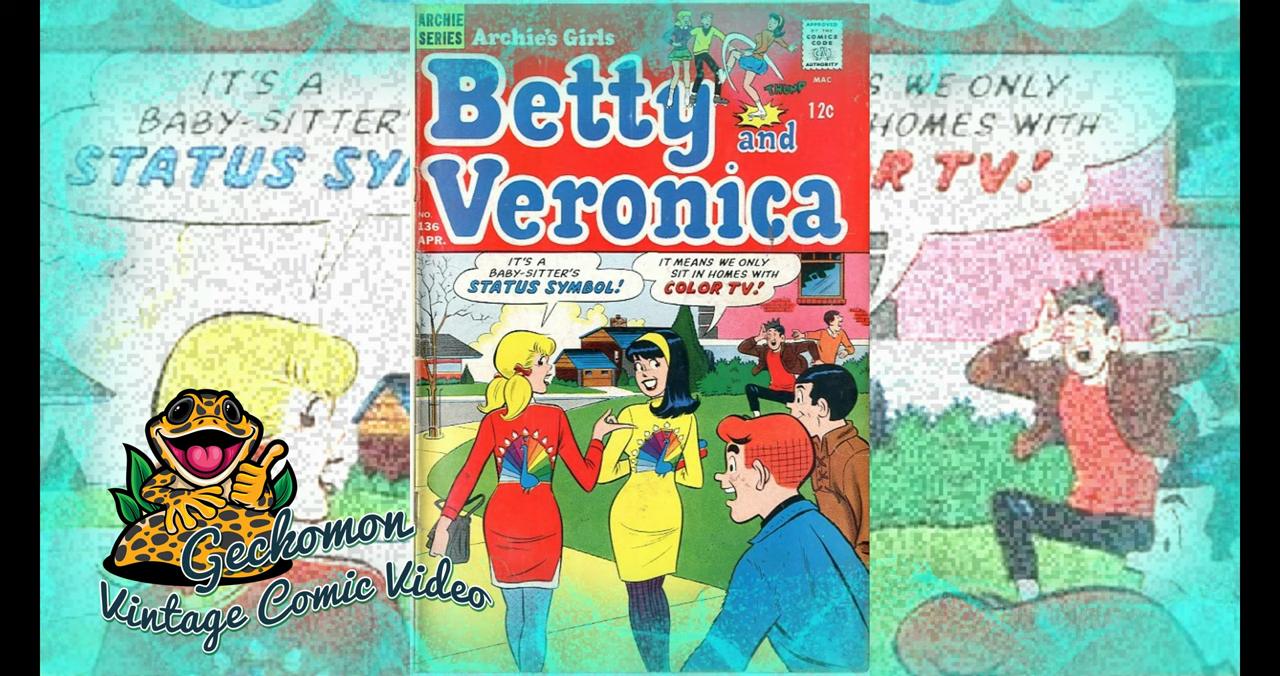 ARCHIE
SERIES
Archie's Girls
Betty
and
Veronica
THUMP
APPROVED
BY THE
COMICS
CODE
AUTHORITY
MAC
12c
NO.
136
APR.
IT'S A
BABY-SITTER'S
STATUS SYMBOL!
IT MEANS WE ONLY
SIT IN HOMES WITH
COLOR TV!
IT'S A
BABY-SITTER'
STATUS SY
S WE ONLY
HOMES WITH
R TV!
Geckomon
Vintage Comic Video